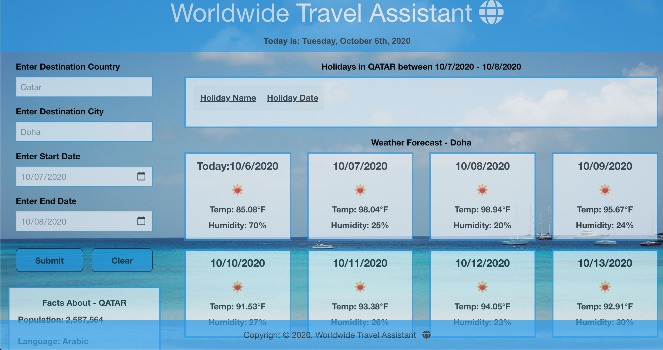 Worldwide Travel Assistant
Today is: Tuesday, October 6th, 2020
Enter Destination Country
Qatar
Enter Destination City
Doha
Enter Start Date
10/07/2020
Enter End Date
10/08/2020
Submit Clear
Facts About - QATAR
Population: 2,587,564
Language: Arabic
Holidays in QATAR between 10/7/2020 - 10/8/2020
Holiday Name Holiday Date
Weather Forecast - Doha
Today:10/6/2020
Temp: 85.08°F
Humidity: 70%
10/07/2020
Temp: 98.04°F
Humidity: 25%
10/08/2020
Temp: 98.94°F
Humidity: 20%
10/09/2020
Temp: 95.67°F
Humidity: 24%
10/10/2020
Temp: 91.53°F
Humidity: 27%
10/11/2020
Temp: 93.38°F
Humidity: 26%
10/12/2020
Temp: 94.05°F
Humidity: 23%
10/13/2020
Temp: 92.91°F
Humidity: 30%
Copyright © 2020, Worldwide Travel Assistant